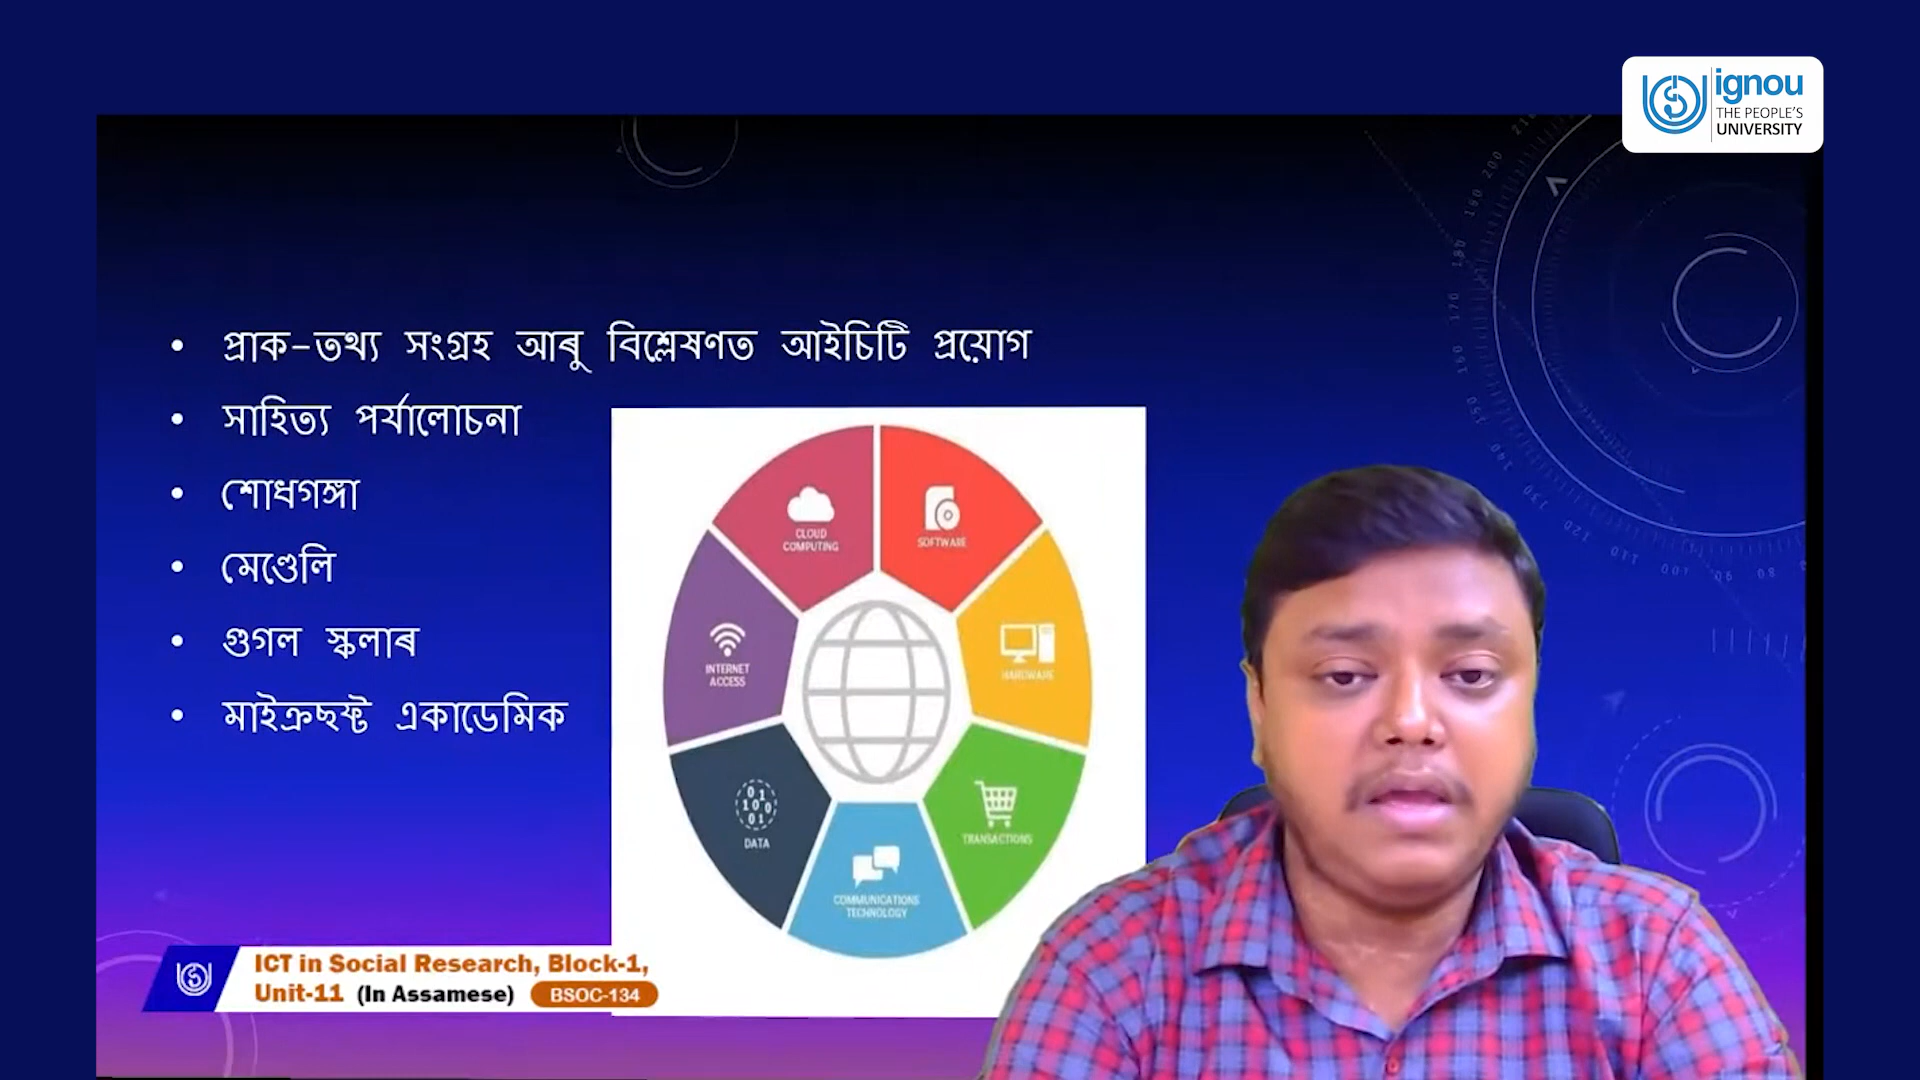 ignou
THE PEOPLE'S
UNIVERSITY
প্ৰাক-তথ্য সংগ্ৰহ আৰু বিশ্লেষণত আইচিটি প্ৰয়োগ
সাহিত্য পৰ্যালোচনা
শোধগঙ্গা
মেণ্ডেলি
গুগল স্কলাৰ
মাইক্ৰছফ্ট একাডেমিক
CLOUD
COMPUTING
SOFTWARE
INTERNET
ACCESS
HARDWARE
DATA
TRANSACTIONS
COMMUNICATIONS
TECHNOLOGY
ICT in Social Research, Block-1,
Unit-11 (In Assamese) BSOC-134